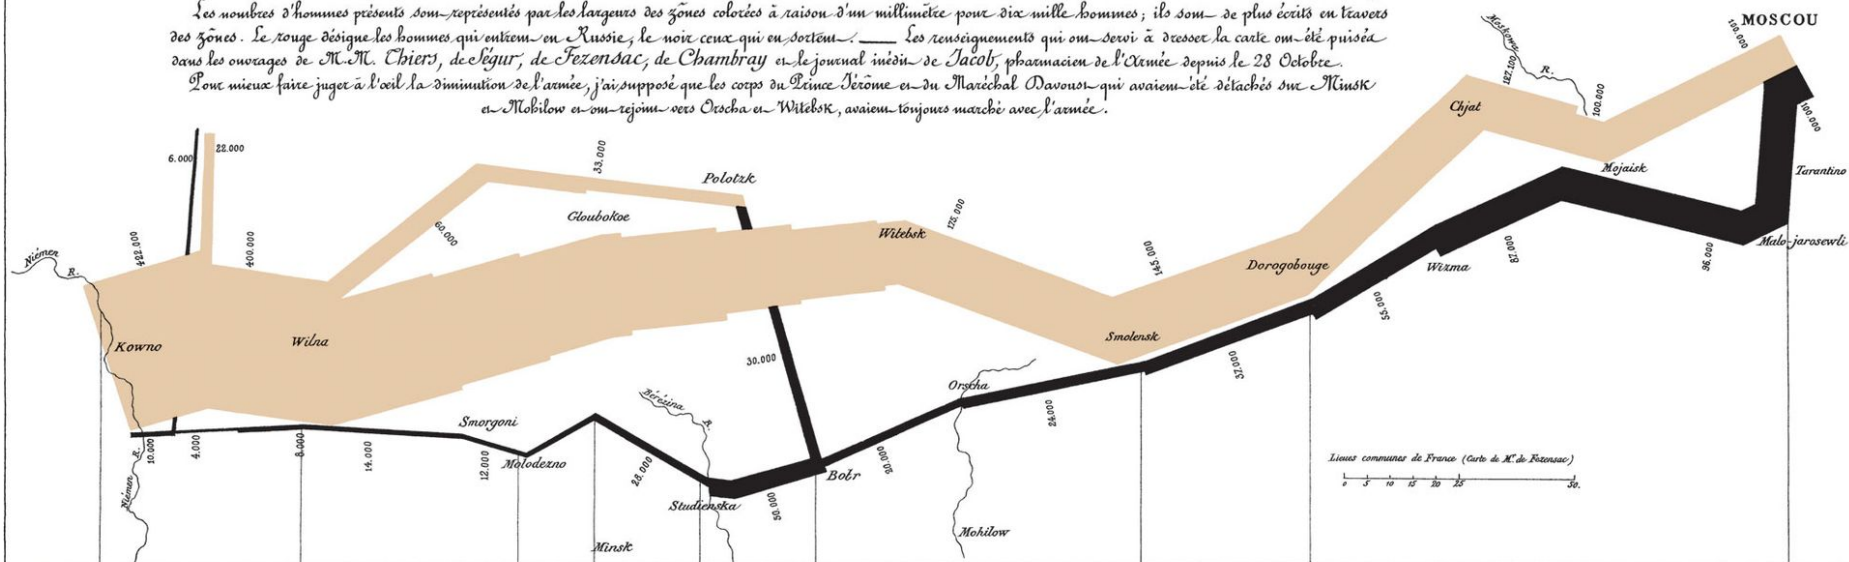 Les nombres d'hommes présents sont représentés par les largeurs des zônes colorées à raison d'un millimètre pour dix mille hommes; ils sont de plus écrits en travers
des zônes. Le rouge désigne les hommes qui entrent en Russie, le noir ceux qui en sortent. — Les renseignements qui ont servi à dresser la carte ont été puisés
dans les ouvrages de M.M. Thiers, de Ségur, de Fezensac, de Chambray et le journal inédit de Jacob, pharmacien de l'Armée depuis le 28 Octobre.
Pour mieux faire juger à l'œil la diminution de l'armée, j'ai supposé que les corps du Prince Jérôme et du Maréchal Davoust qui avaient été détachés sur Minsk
et Mohilow et ont rejoint vers Orscha et Witebsk, avaient toujours marché avec l'armée.
MOSCOU
100.000
Moskowa
R.
127.100
100.000
Chjat
100.000
Mojaisk
Tarantino
Malo-jarosewli
6.000
22.000
33.000
Polotzk
Gloubokoe
60.000
Niémen
R.
422.000
400.000
175.000
Witebsk
145.000
Dorogobouge
Wizma
82.000
96.000
55.000
Kowno
Wilna
Smolensk
37.000
30.000
Orscha
24.000
Bérézina
R.
Smorgoni
10.000
4.000
8.000
14.000
12.000
Molodezno
28.000
20.000
Bobr
Studienska
50.000
R.
Niémen
Mohilow
Minsk
Lieues communes de France (Carte de M. de Fezensac)
0 5 10 15 20 25 50.